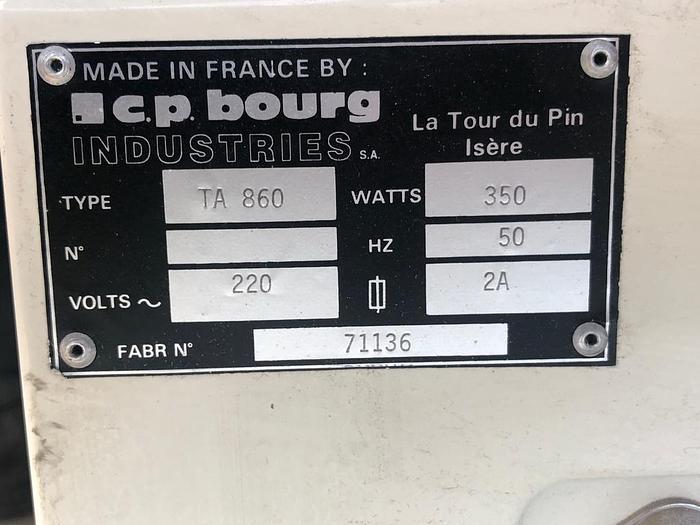 MADE IN FRANCE BY :
c.p. bourg
INDUSTRIES S.A.
La Tour du Pin
Isère
TYPE TA 860 WATTS 350
N° HZ 50
VOLTS ~ 220 2A
FABR N° 71136